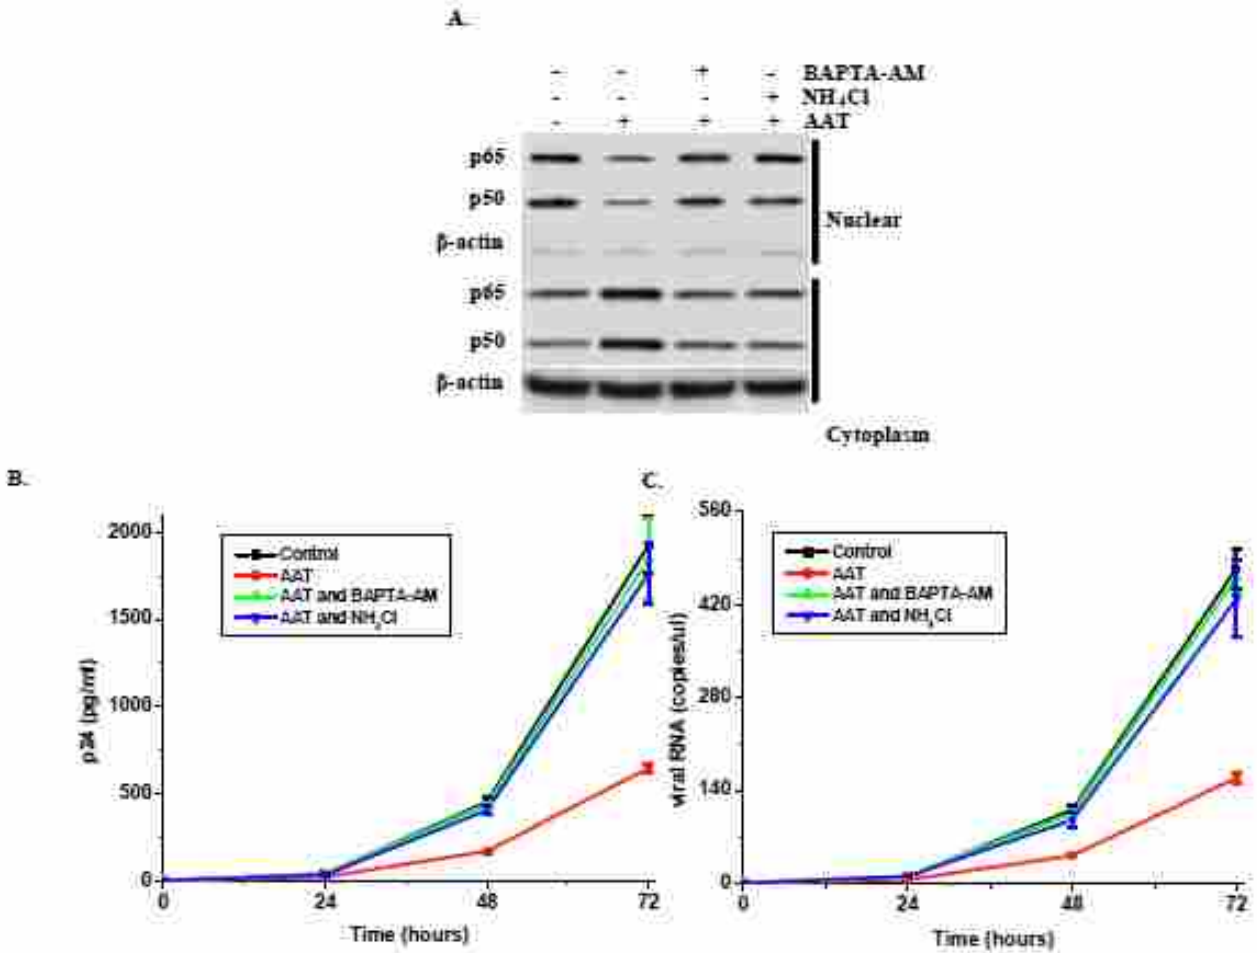 A.
- - + - BAPTA-AM
- - - + NH4Cl
- + + + AAT
p65
p50
β-actin
Nuclear
p65
p50
β-actin
Cytoplasm
B.
2000
1500
1000
500
0
p24 (pg/ml)
Control
AAT
AAT and BAPTA-AM
AAT and NH4Cl
0 24 48 72
Time (hours)
C.
560
420
280
140
0
viral RNA (copies/ul)
Control
AAT
AAT and BAPTA-AM
AAT and NH4Cl
0 24 48 72
Time (hours)